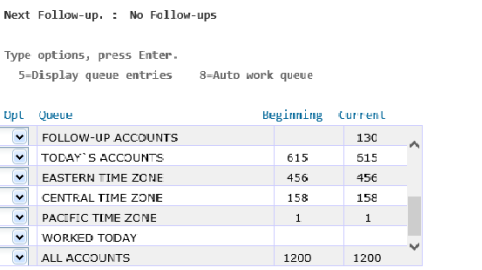 Next Follow-up. : No Follow-ups
Type options, press Enter.
5=Display queue entries 8=Auto work queue
Opt Queue Beginning Current
FOLLOW-UP ACCOUNTS 130
TODAY`S ACCOUNTS 615 615
EASTERN TIME ZONE 456 456
CENTRAL TIME ZONE 158 158
PACIFIC TIME ZONE 1 1
WORKED TODAY
ALL ACCOUNTS 1200 1200